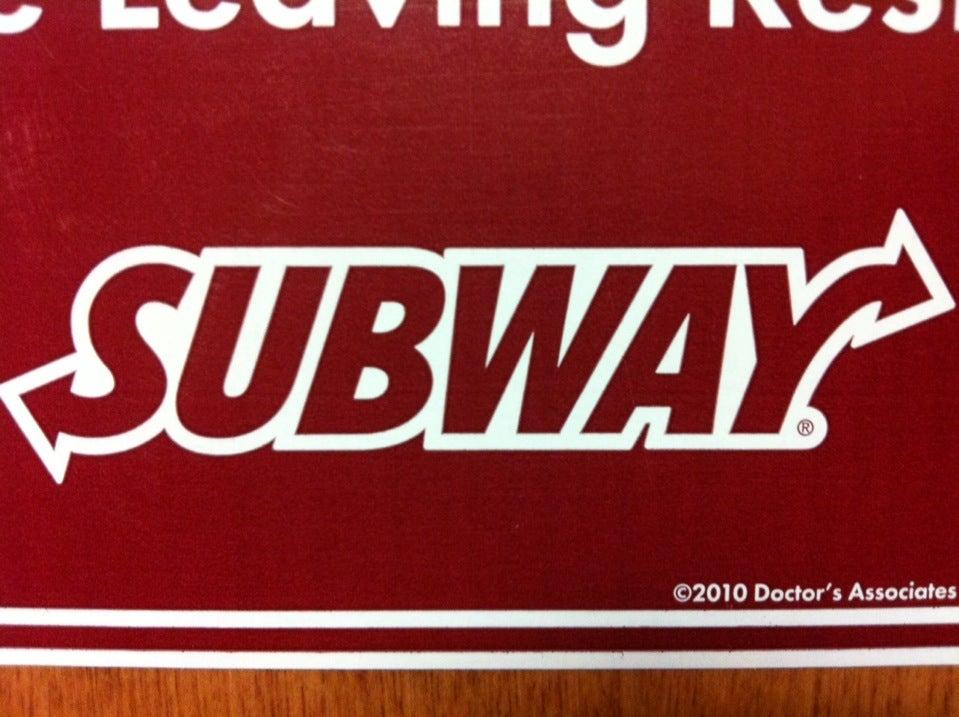 Leaving
SUBWAY®
©2010 Doctor's Associates